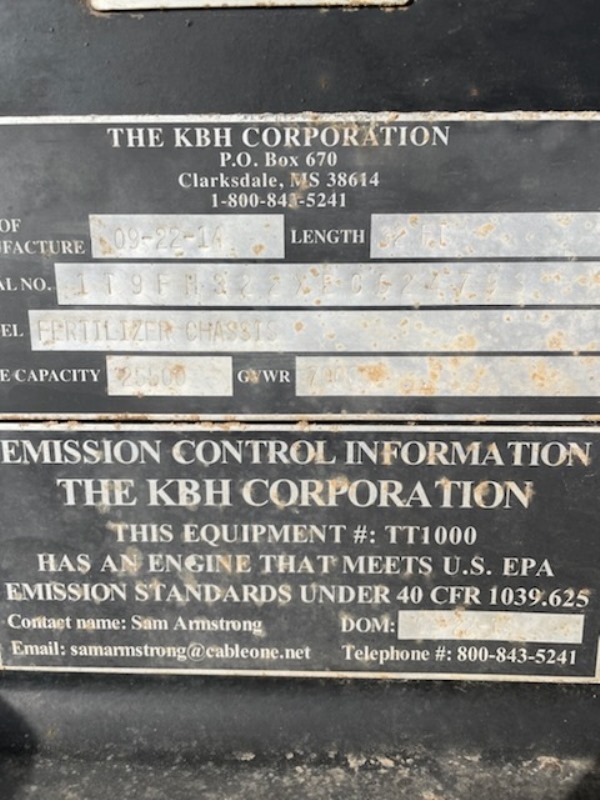 THE KBH CORPORATION
P.O. Box 670
Clarksdale, MS 38614
1-800-843-5241
OF
FACTURE 09-22-14 LENGTH
AL NO.
EL FERTILIZER CHASSIS
E CAPACITY GVWR
EMISSION CONTROL INFORMATION
THE KBH CORPORATION
THIS EQUIPMENT #: TT1000
HAS AN ENGINE THAT MEETS U.S. EPA
EMISSION STANDARDS UNDER 40 CFR 1039.625
Contact name: Sam Armstrong DOM:
Email: samarmstrong@cableone.net Telephone #: 800-843-5241